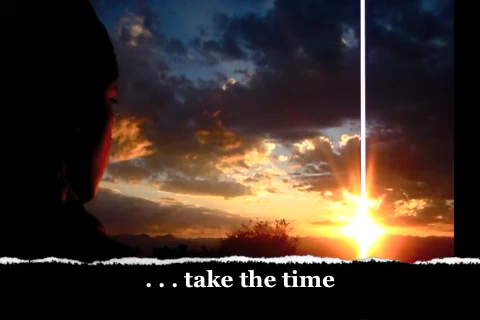 . . . take the time